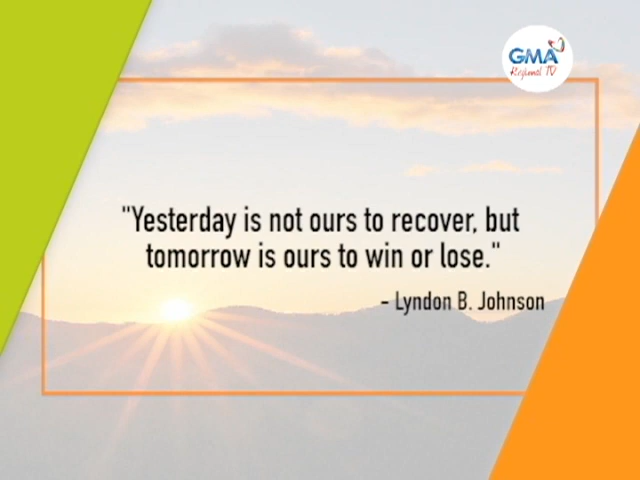 GMA
Regional TV
"Yesterday is not ours to recover, but
tomorrow is ours to win or lose."
- Lyndon B. Johnson